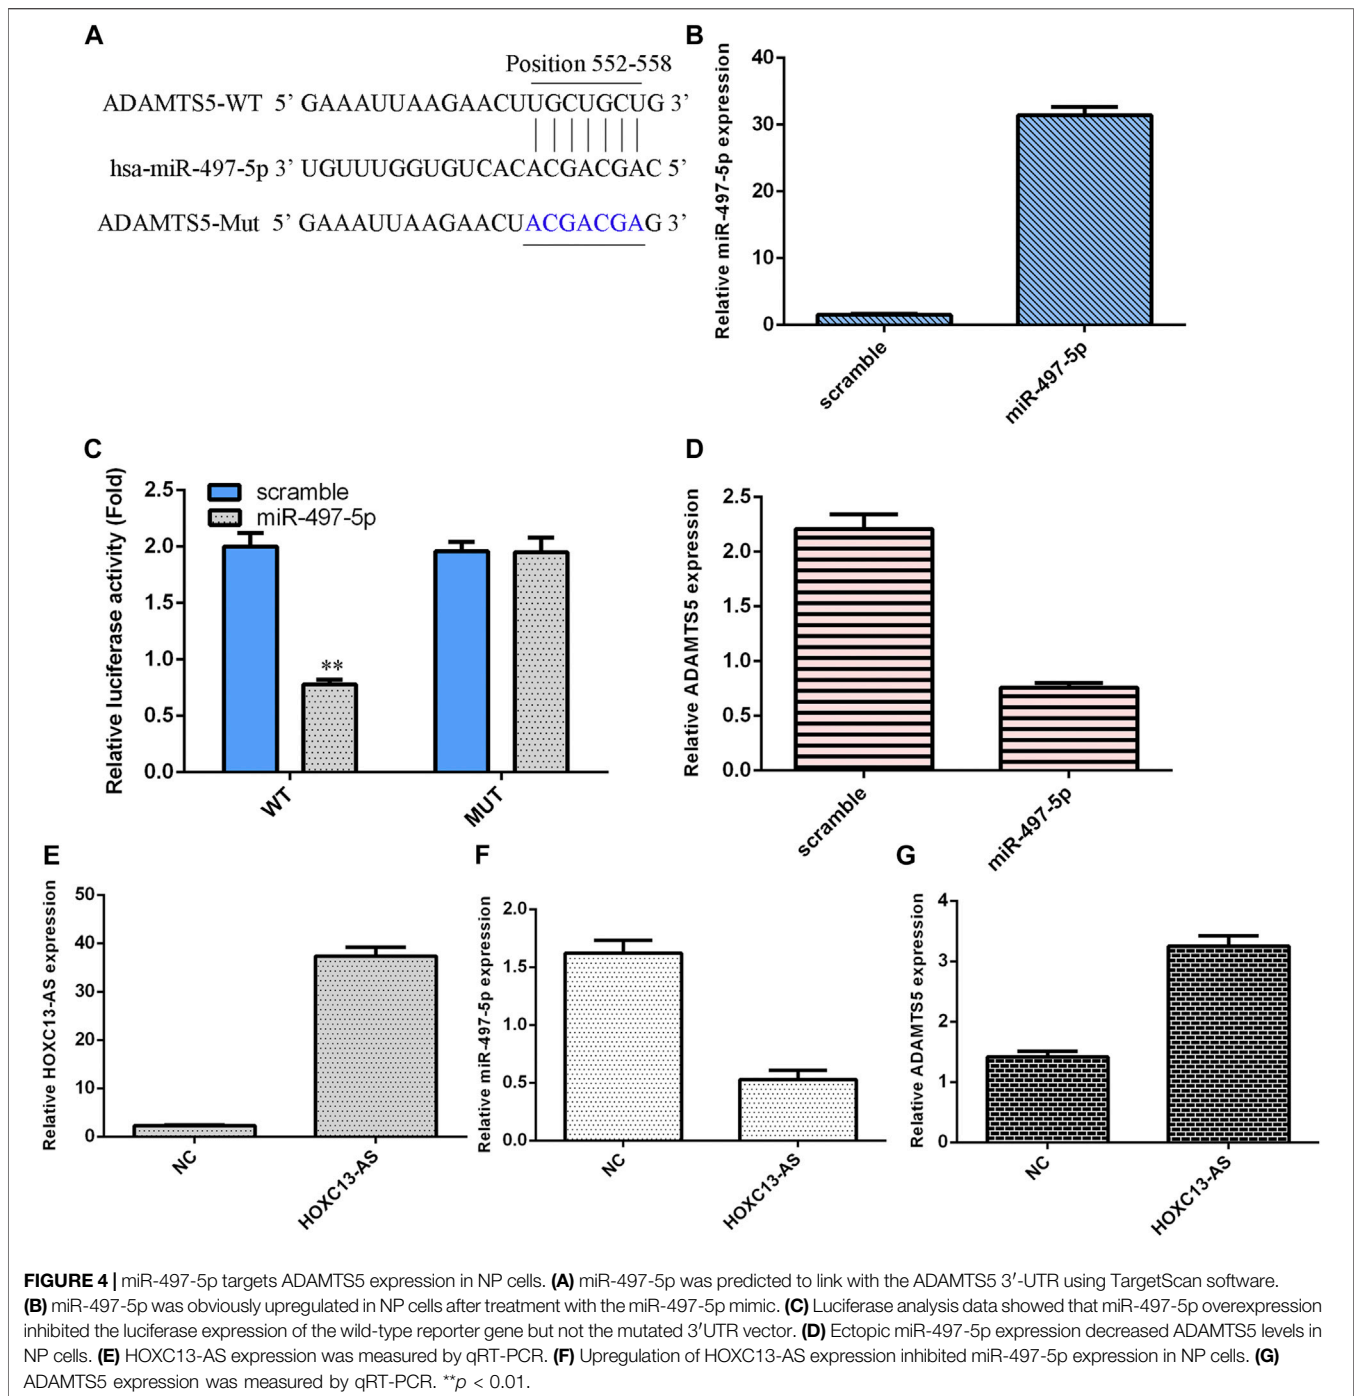 A
Position 552-558
ADAMTS5-WT 5’ GAAAUUAAGAACUUGCUGCUG 3’
hsa-miR-497-5p 3’ UGUUUGGUGUCACACGACGAC 5’
ADAMTS5-Mut 5’ GAAAUUAAGAACUACGACGAG 3’
B
Relative miR-497-5p expression
40
30
20
10
0
scramble
miR-497-5p
C
Relative luciferase activity (Fold)
2.5
2.0
1.5
1.0
0.5
0.0
scramble
miR-497-5p
**
WT
MUT
D
Relative ADAMTS5 expression
2.5
2.0
1.5
1.0
0.5
0.0
scramble
miR-497-5p
E
Relative HOXC13-AS expression
50
40
30
20
10
0
NC
HOXC13-AS
F
Relative miR-497-5p expression
2.0
1.5
1.0
0.5
0.0
NC
HOXC13-AS
G
Relative ADAMTS5 expression
4
3
2
1
0
NC
HOXC13-AS
FIGURE 4 | miR-497-5p targets ADAMTS5 expression in NP cells. (A) miR-497-5p was predicted to link with the ADAMTS5 3′-UTR using TargetScan software.
(B) miR-497-5p was obviously upregulated in NP cells after treatment with the miR-497-5p mimic. (C) Luciferase analysis data showed that miR-497-5p overexpression
inhibited the luciferase expression of the wild-type reporter gene but not the mutated 3′UTR vector. (D) Ectopic miR-497-5p expression decreased ADAMTS5 levels in
NP cells. (E) HOXC13-AS expression was measured by qRT-PCR. (F) Upregulation of HOXC13-AS expression inhibited miR-497-5p expression in NP cells. (G)
ADAMTS5 expression was measured by qRT-PCR. **p < 0.01.